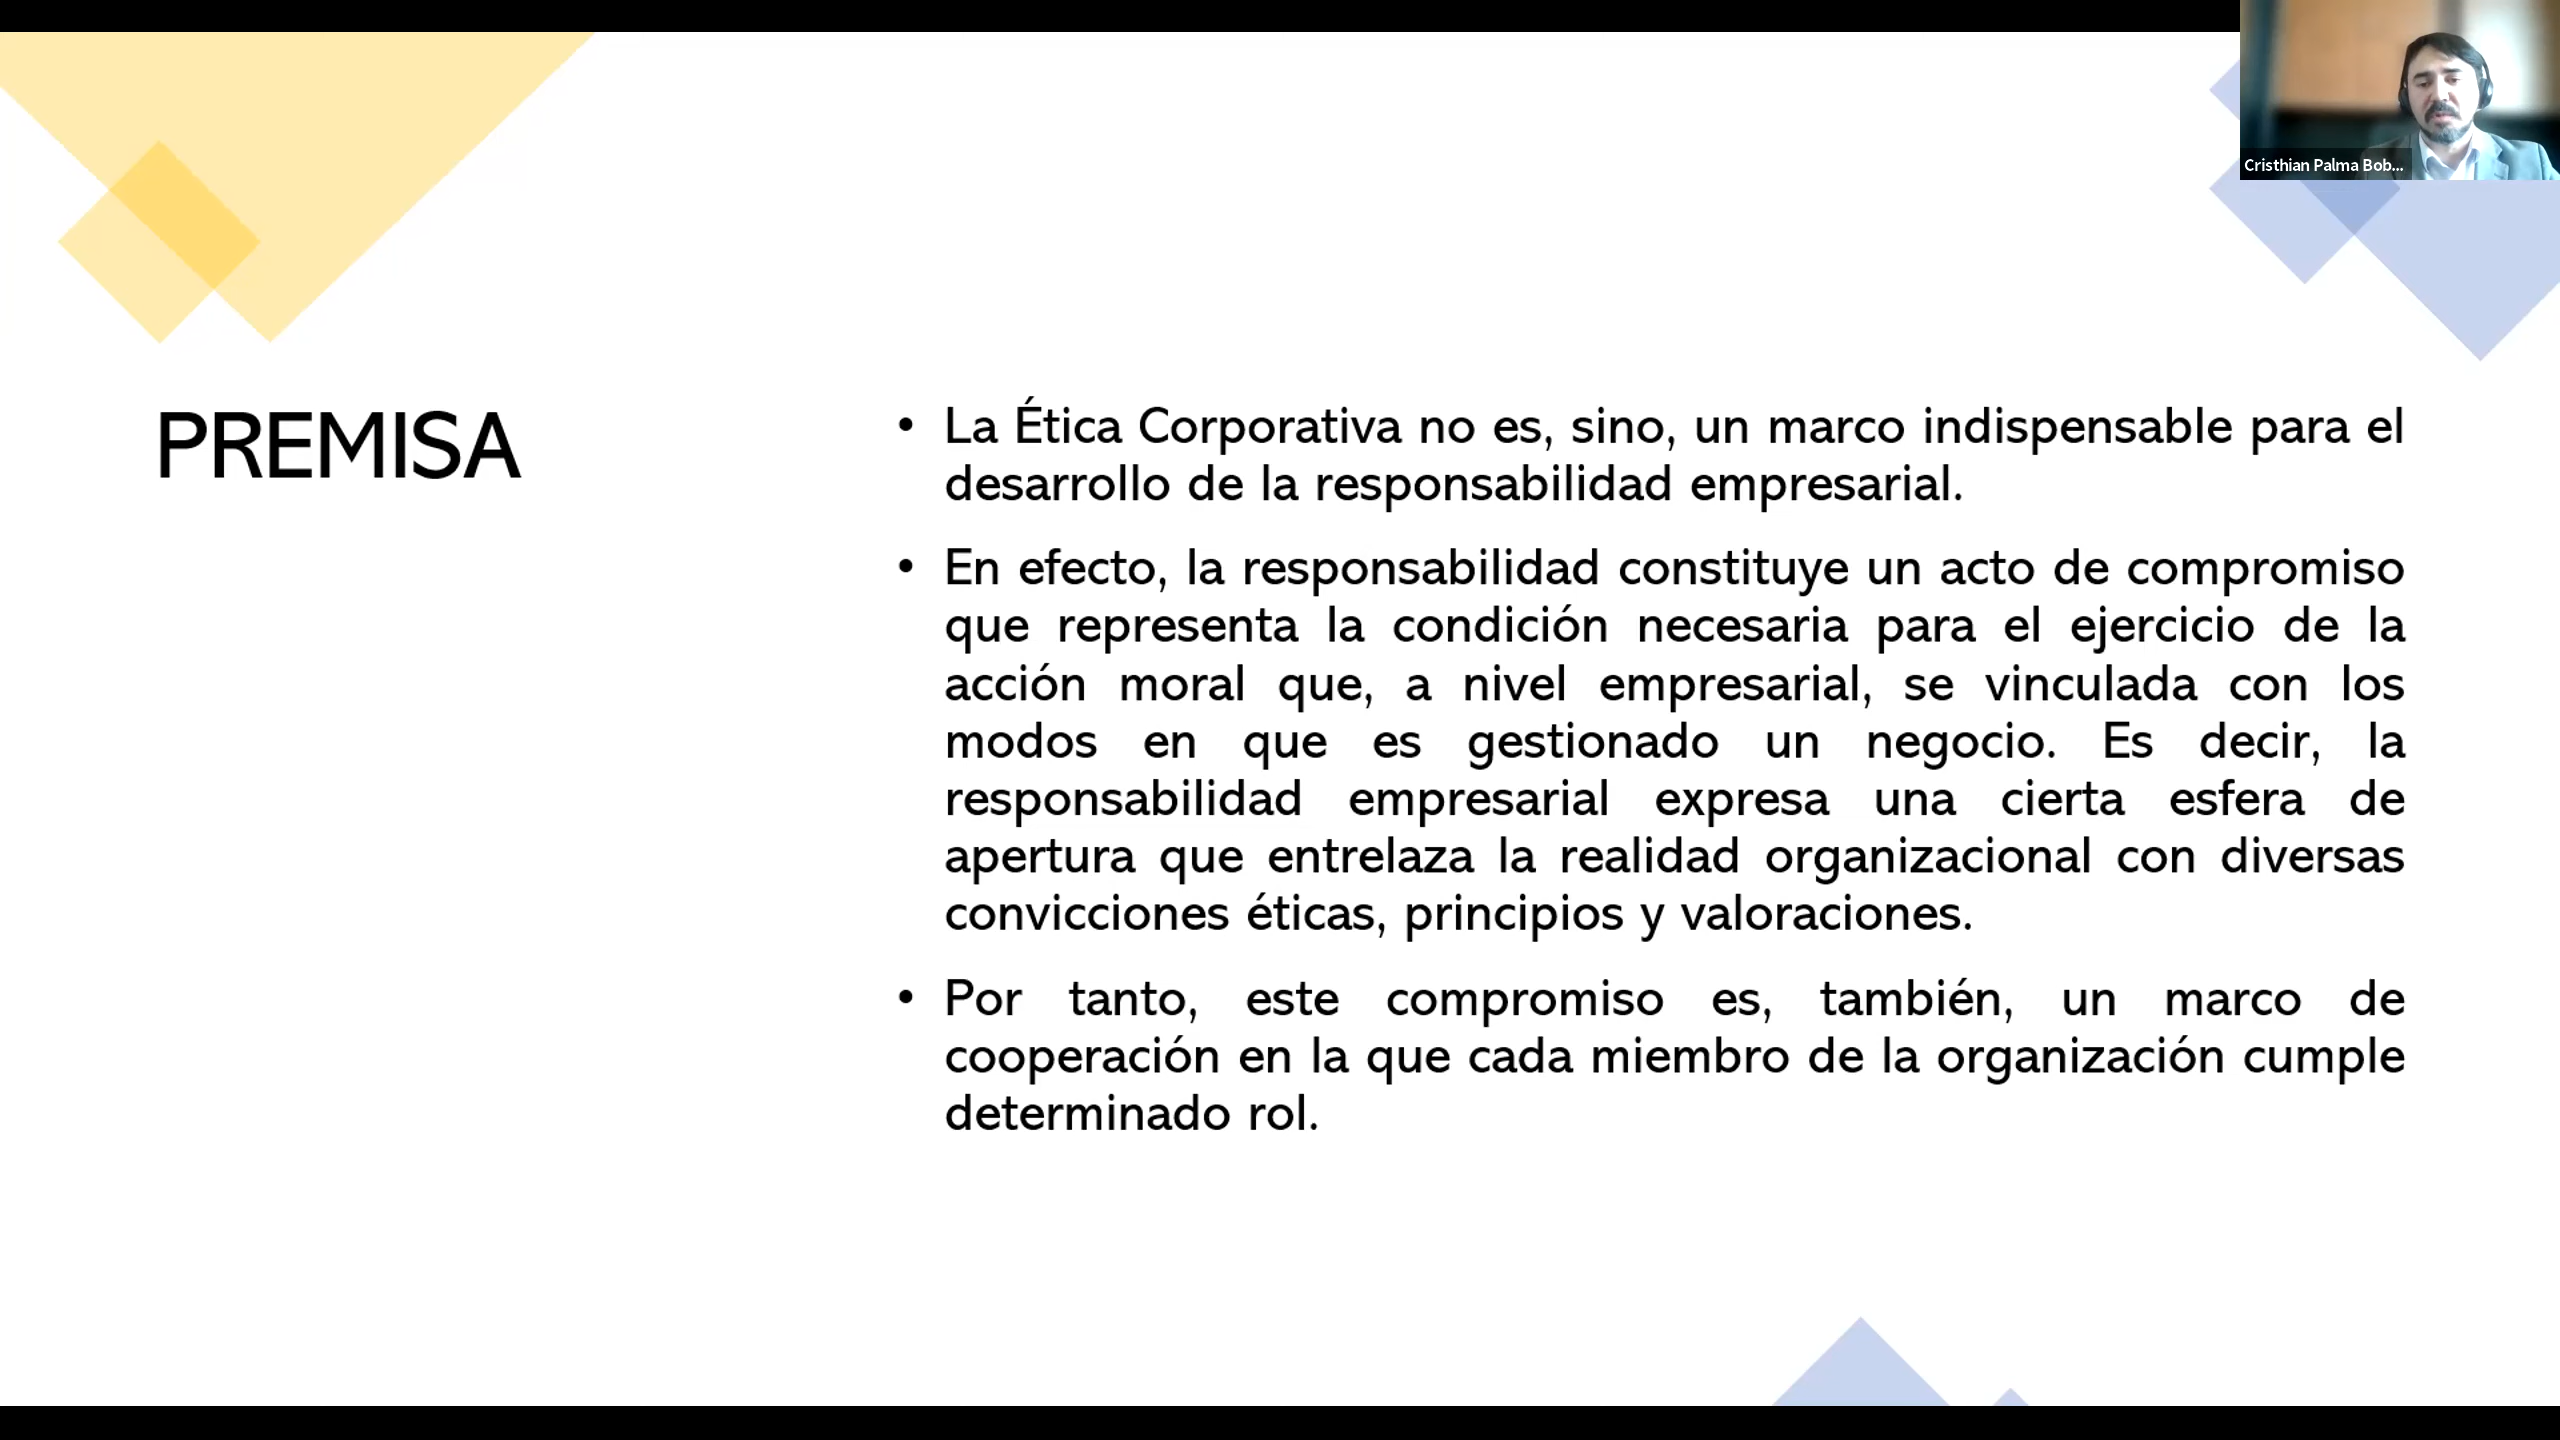 Cristhian Palma Bob...
PREMISA
• La Ética Corporativa no es, sino, un marco indispensable para el
desarrollo de la responsabilidad empresarial.
• En efecto, la responsabilidad constituye un acto de compromiso
que representa la condición necesaria para el ejercicio de la
acción moral que, a nivel empresarial, se vinculada con los
modos en que es gestionado un negocio. Es decir, la
responsabilidad empresarial expresa una cierta esfera de
apertura que entrelaza la realidad organizacional con diversas
convicciones éticas, principios y valoraciones.
• Por tanto, este compromiso es, también, un marco de
cooperación en la que cada miembro de la organización cumple
determinado rol.